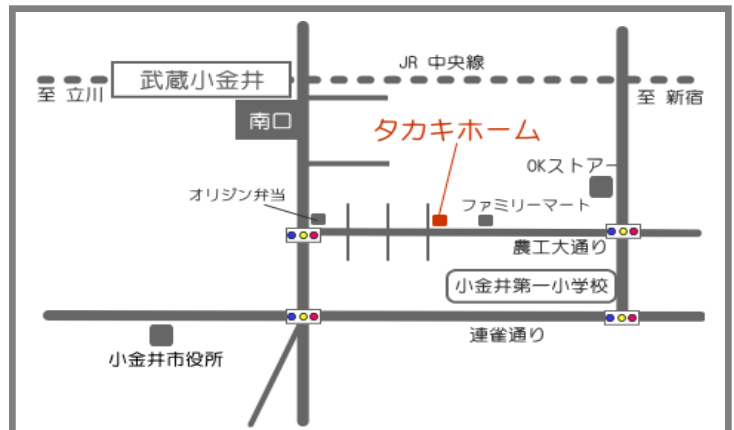 JR 中央線
武蔵小金井
至 立川
至 新宿
南口
タカキホーム
OKストアー
オリジン弁当
ファミリーマート
農工大通り
小金井第一小学校
連雀通り
小金井市役所